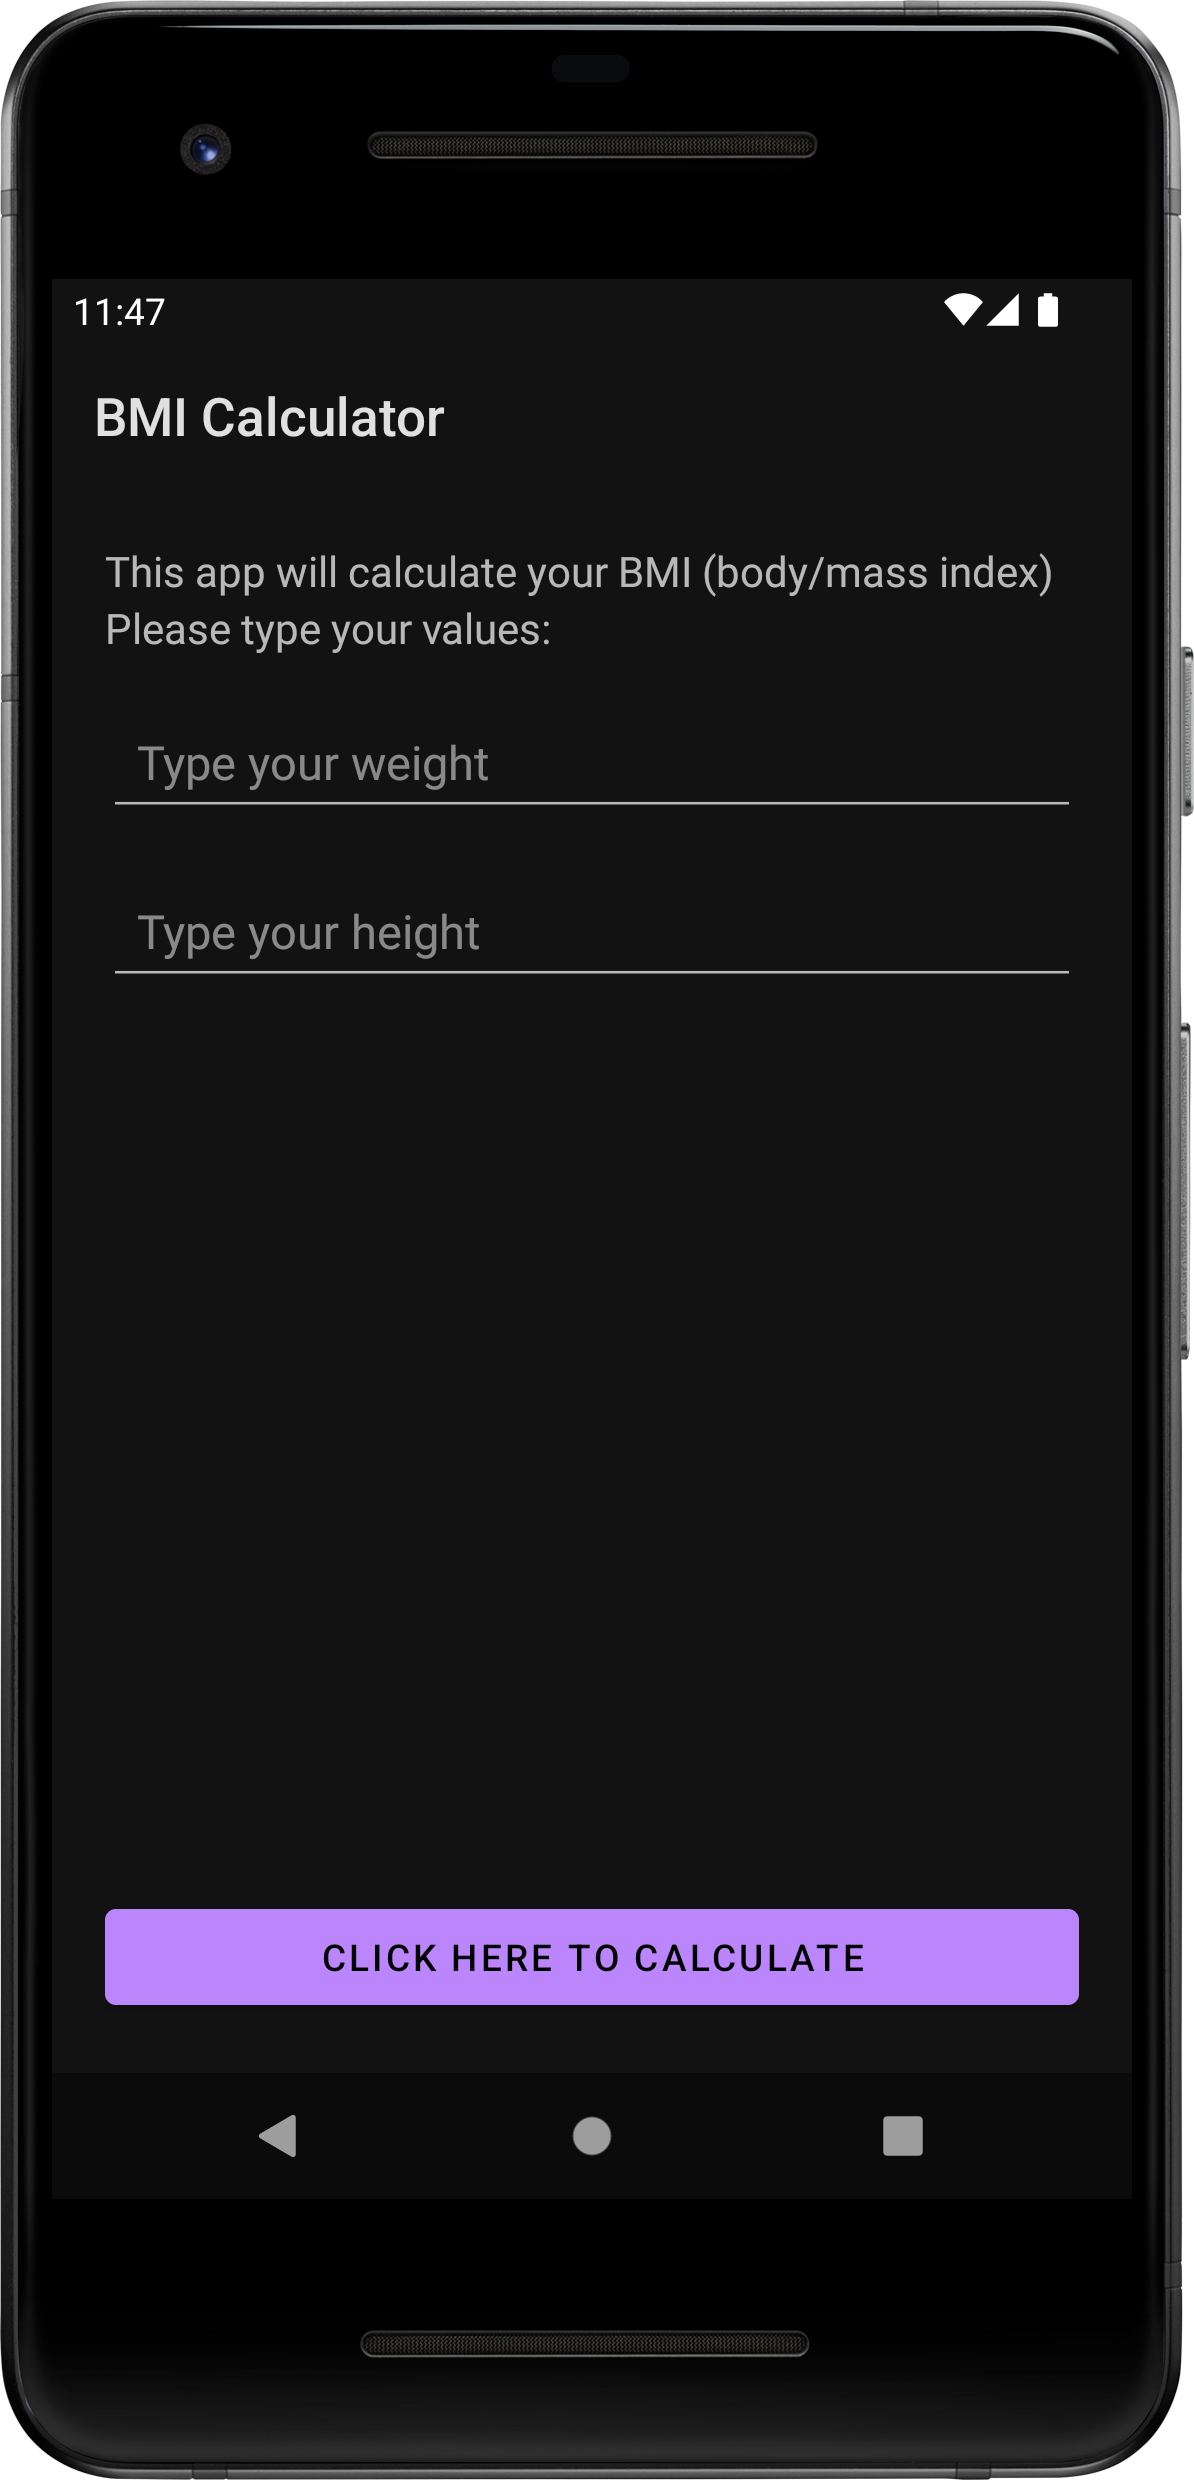 11:47
BMI Calculator
This app will calculate your BMI (body/mass index)
Please type your values:
Type your weight
Type your height
CLICK HERE TO CALCULATE